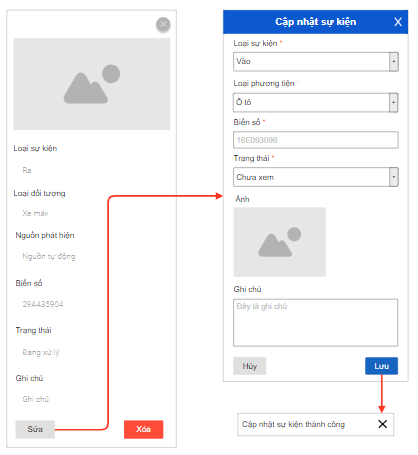 Loại sự kiện
Ra
Loại đối tượng
Xe máy
Nguồn phát hiện
Nguồn tự động
Biển số
29A435904
Trạng thái
Đang xử lý
Ghi chú
Ghi chú
Sửa
Xóa
Cập nhật sự kiện X
Loại sự kiện *
Vào
Loại phương tiện *
Ô tô
Biển số *
16E093099
Trạng thái *
Chưa xem
Ảnh
Ghi chú
Đây là ghi chú
Hủy
Lưu
Cập nhật sự kiện thành công